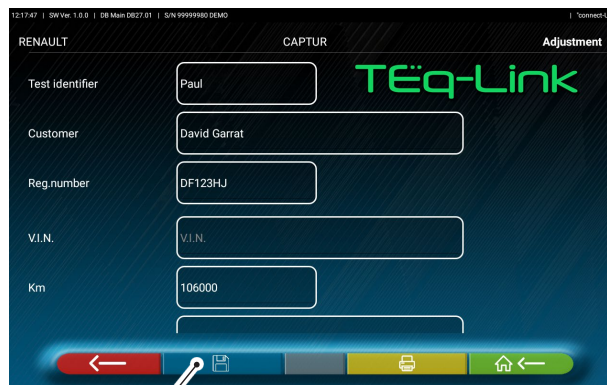 12:17:47 | SW Ver. 1.0.0 | DB Main DB27.01 | S/N 99999980 DEMO | "connect-L
RENAULT CAPTUR Adjustment
TEq-Link
Test identifier Paul
Customer David Garrat
Reg.number DF123HJ
V.I.N. V.I.N.
Km 106000